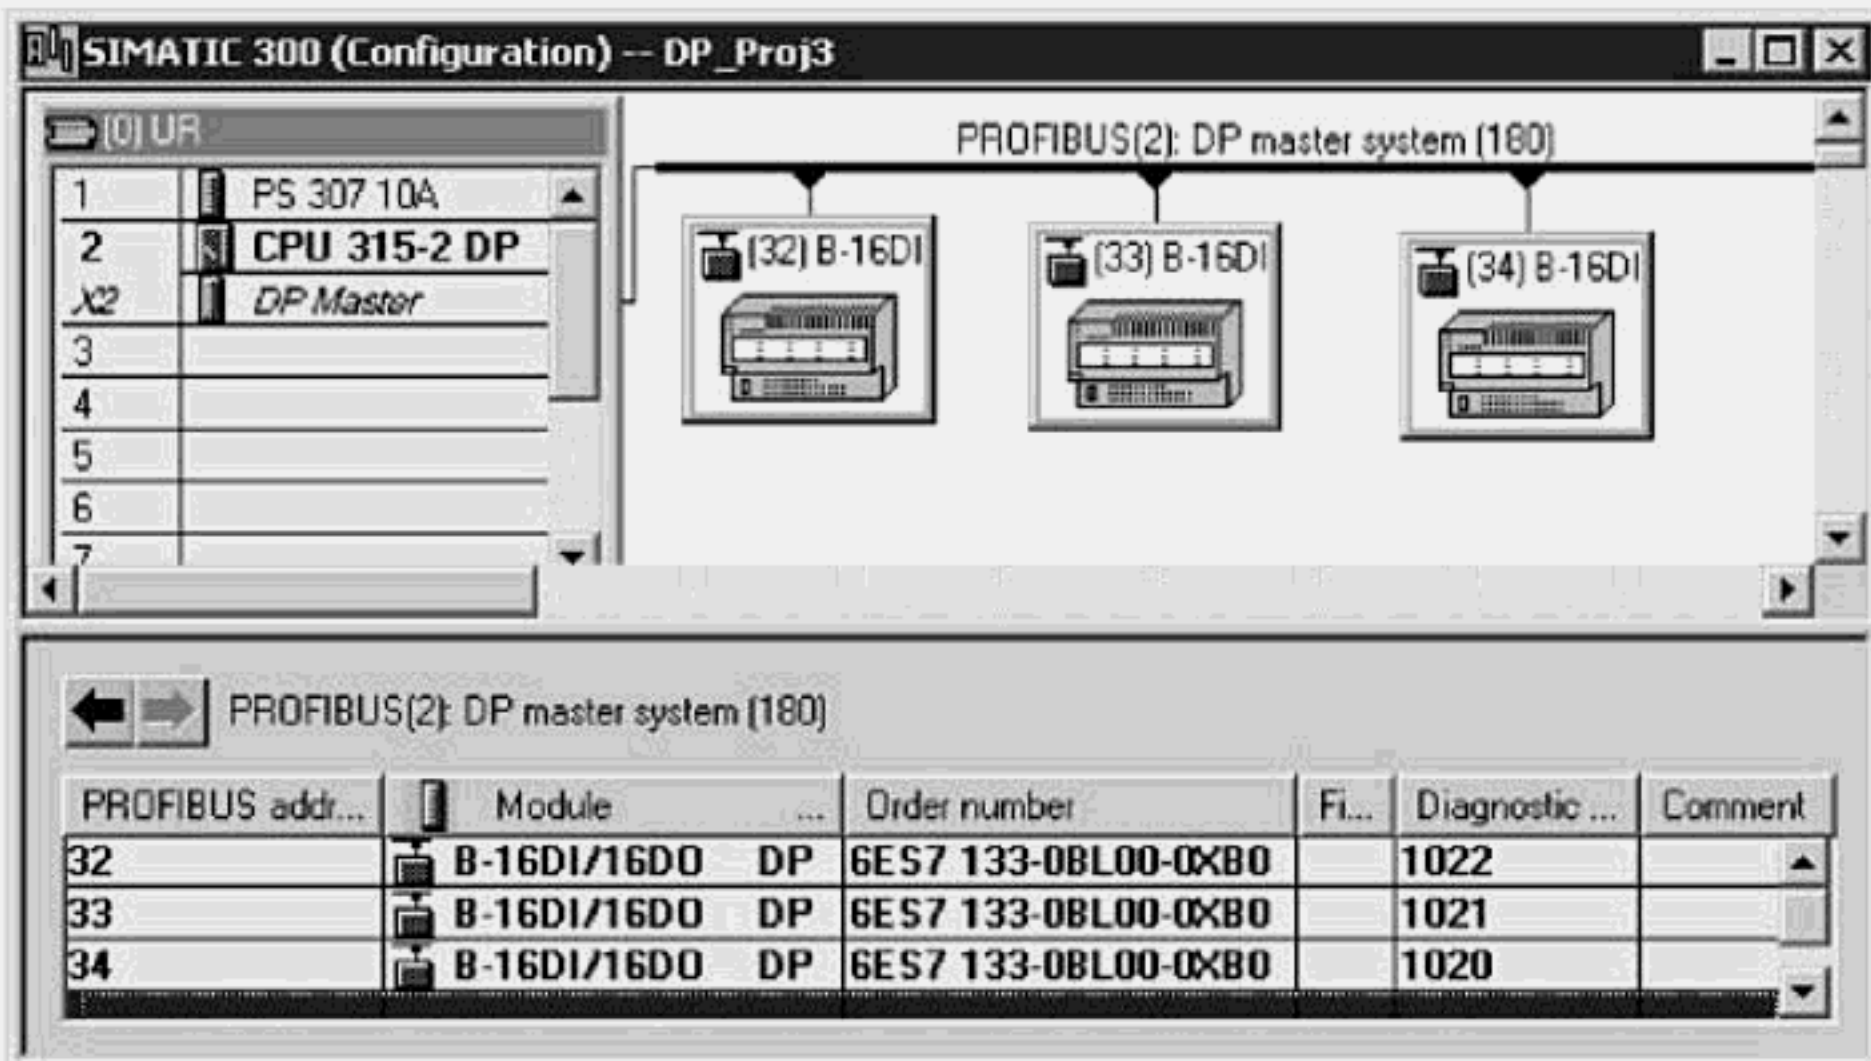 SIMATIC 300 (Configuration) -- DP_Proj3
(0) UR
1 PS 307 10A
2 CPU 315-2 DP
X2 DP Master
3
4
5
6
7
PROFIBUS(2): DP master system (180)
(32) B-16DI
(33) B-16DI
(34) B-16DI
PROFIBUS(2): DP master system (180)
PROFIBUS addr... Module ... Order number Fi... Diagnostic ... Comment
32 B-16DI/16DO DP 6ES7 133-0BL00-0XB0 1022
33 B-16DI/16DO DP 6ES7 133-0BL00-0XB0 1021
34 B-16DI/16DO DP 6ES7 133-0BL00-0XB0 1020